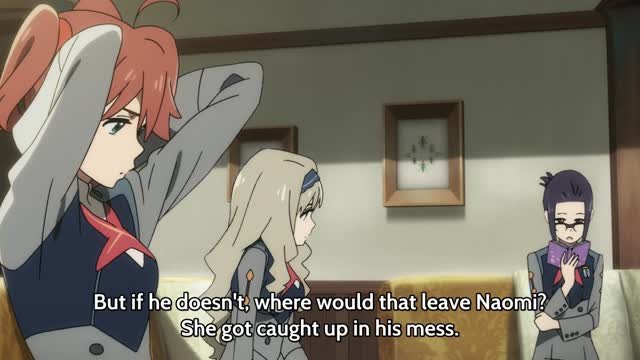 But if he doesn't, where would that leave Naomi?
She got caught up in his mess.